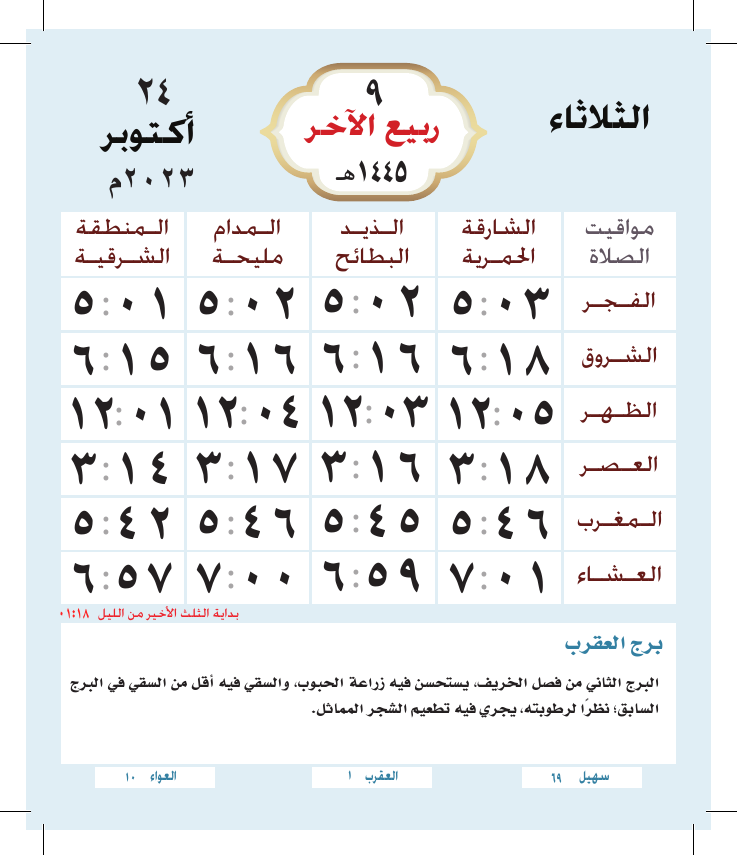 الثلاثاء
٩
ربيع الآخر
١٤٤٥هـ
٢٤
أكتوبر
٢٠٢٣م
مواقيت الصلاة | الشارقة الحمرية | الذيد البطائح | المدام مليحة | المنطقة الشرقية
الفجر | ٥:٠٣ | ٥:٠٢ | ٥:٠٢ | ٥:٠١
الشروق | ٦:١٨ | ٦:١٦ | ٦:١٦ | ٦:١٥
الظهر | ١٢:٠٥ | ١٢:٠٣ | ١٢:٠٤ | ١٢:٠١
العصر | ٣:١٨ | ٣:١٦ | ٣:١٧ | ٣:١٤
المغرب | ٥:٤٦ | ٥:٤٥ | ٥:٤٦ | ٥:٤٢
العشاء | ٧:٠١ | ٦:٥٩ | ٧:٠٠ | ٦:٥٧
بداية الثلث الأخير من الليل ٠١:١٨
برج العقرب
البرج الثاني من فصل الخريف، يستحسن فيه زراعة الحبوب، والسقي فيه أقل من السقي في البرج
السابق؛ نظرًا لرطوبته، يجري فيه تطعيم الشجر المماثل.
سهيل ٦٩
العقرب ١
العواء ١٠